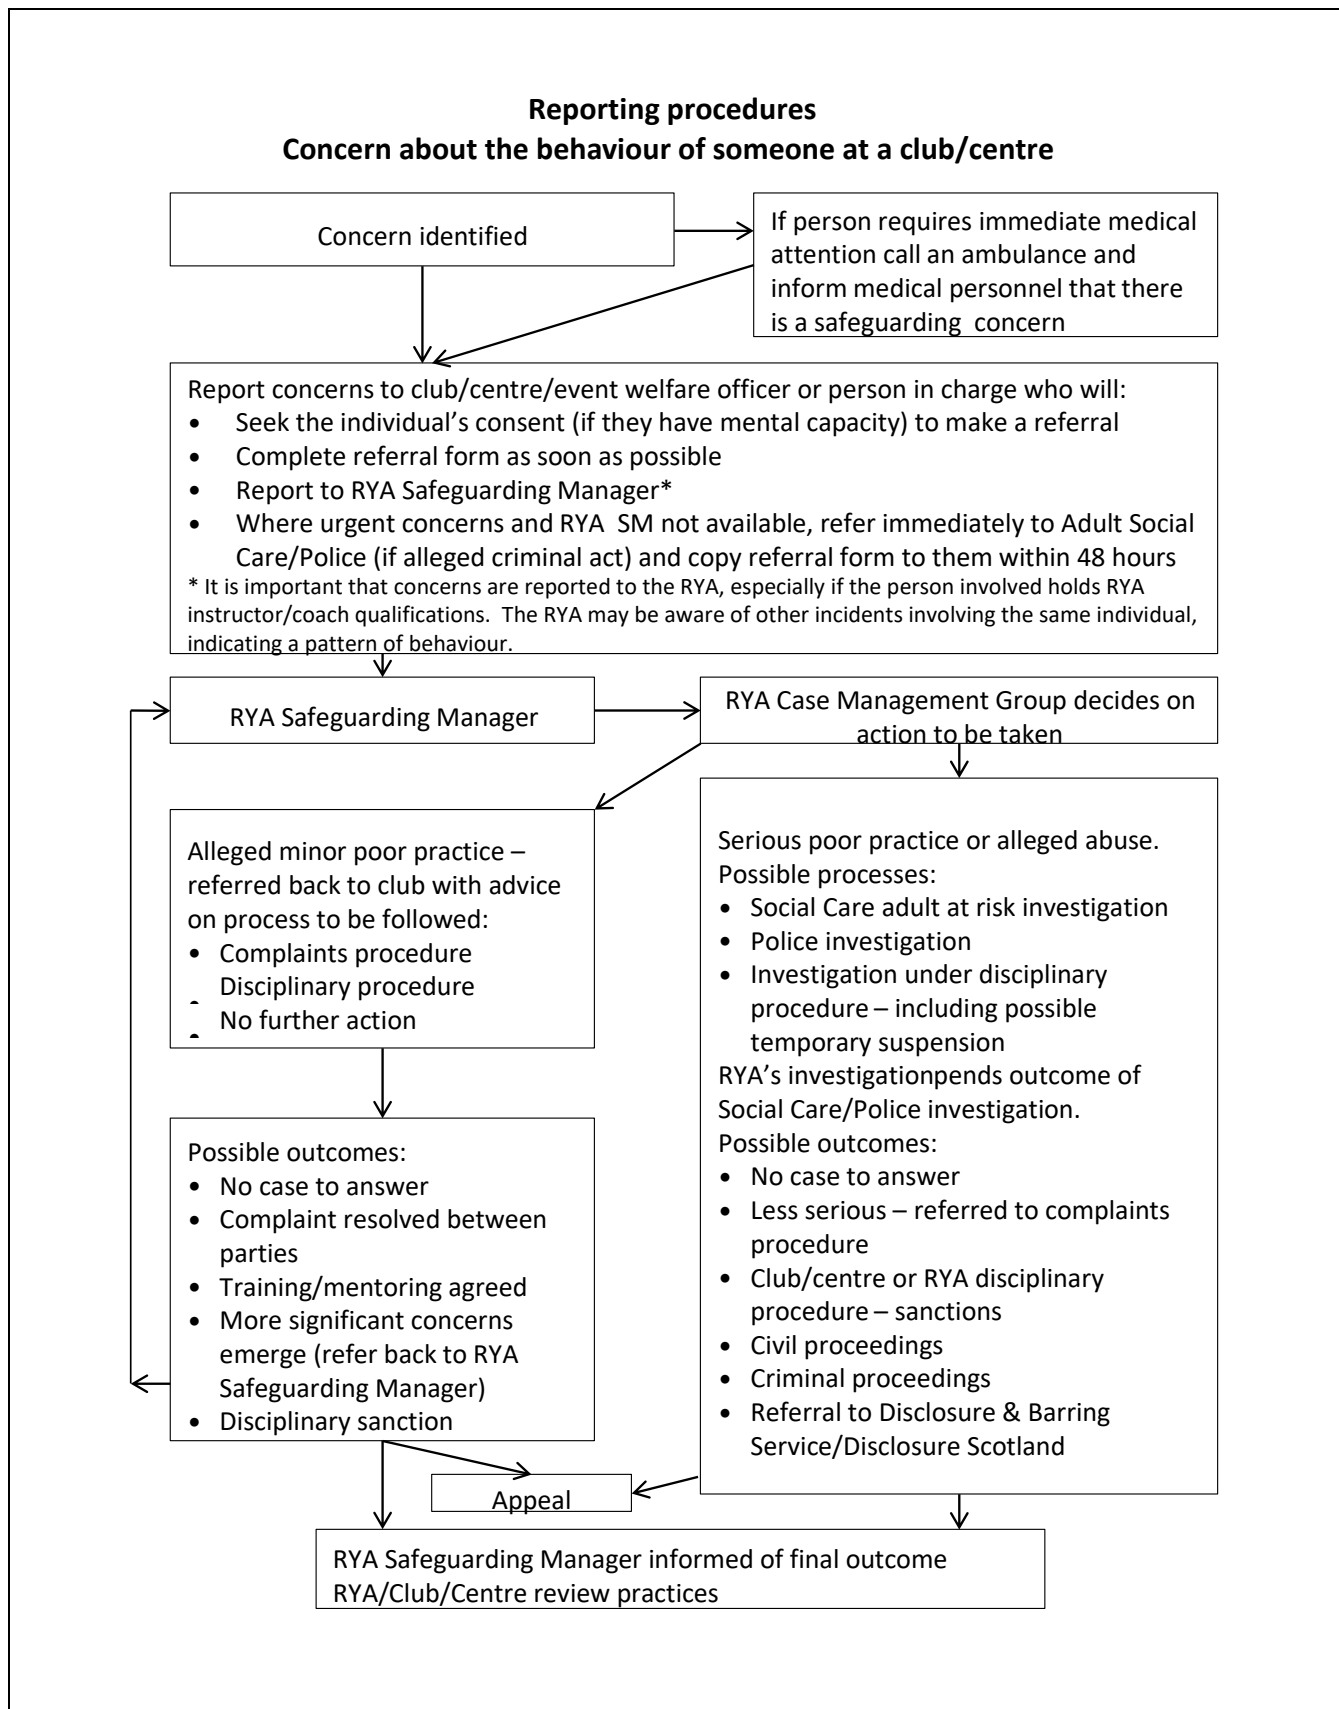 Reporting procedures
Concern about the behaviour of someone at a club/centre
Concern identified
If person requires immediate medical
attention call an ambulance and
inform medical personnel that there
is a safeguarding concern
Report concerns to club/centre/event welfare officer or person in charge who will:
• Seek the individual’s consent (if they have mental capacity) to make a referral
• Complete referral form as soon as possible
• Report to RYA Safeguarding Manager*
• Where urgent concerns and RYA SM not available, refer immediately to Adult Social
Care/Police (if alleged criminal act) and copy referral form to them within 48 hours
* It is important that concerns are reported to the RYA, especially if the person involved holds RYA
instructor/coach qualifications. The RYA may be aware of other incidents involving the same individual,
indicating a pattern of behaviour.
RYA Safeguarding Manager
RYA Case Management Group decides on
action to be taken
Alleged minor poor practice –
referred back to club with advice
on process to be followed:
• Complaints procedure
• Disciplinary procedure
• No further action
Serious poor practice or alleged abuse.
Possible processes:
• Social Care adult at risk investigation
• Police investigation
• Investigation under disciplinary
procedure – including possible
temporary suspension
RYA’s investigationpends outcome of
Social Care/Police investigation.
Possible outcomes:
• No case to answer
• Less serious – referred to complaints
procedure
• Club/centre or RYA disciplinary
procedure – sanctions
• Civil proceedings
• Criminal proceedings
• Referral to Disclosure & Barring
Service/Disclosure Scotland
Possible outcomes:
• No case to answer
• Complaint resolved between
parties
• Training/mentoring agreed
• More significant concerns
emerge (refer back to RYA
Safeguarding Manager)
• Disciplinary sanction
Appeal
RYA Safeguarding Manager informed of final outcome
RYA/Club/Centre review practices